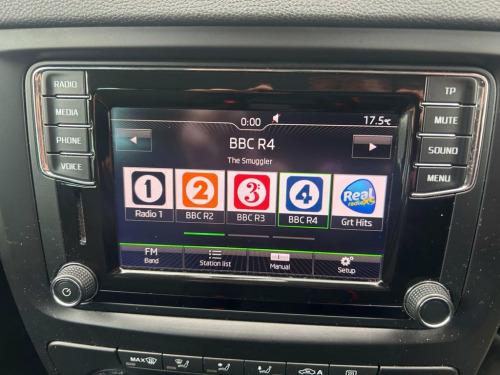 RADIO
MEDIA
PHONE
VOICE
TP
MUTE
SOUND
MENU
0:00
17.5°C
BBC R4
The Smuggler
1
2
3
4
Real
radio XS
Radio 1
BBC R2
BBC R3
BBC R4
Grt Hits
FM
Band
Station list
Manual
Setup
MAX
A